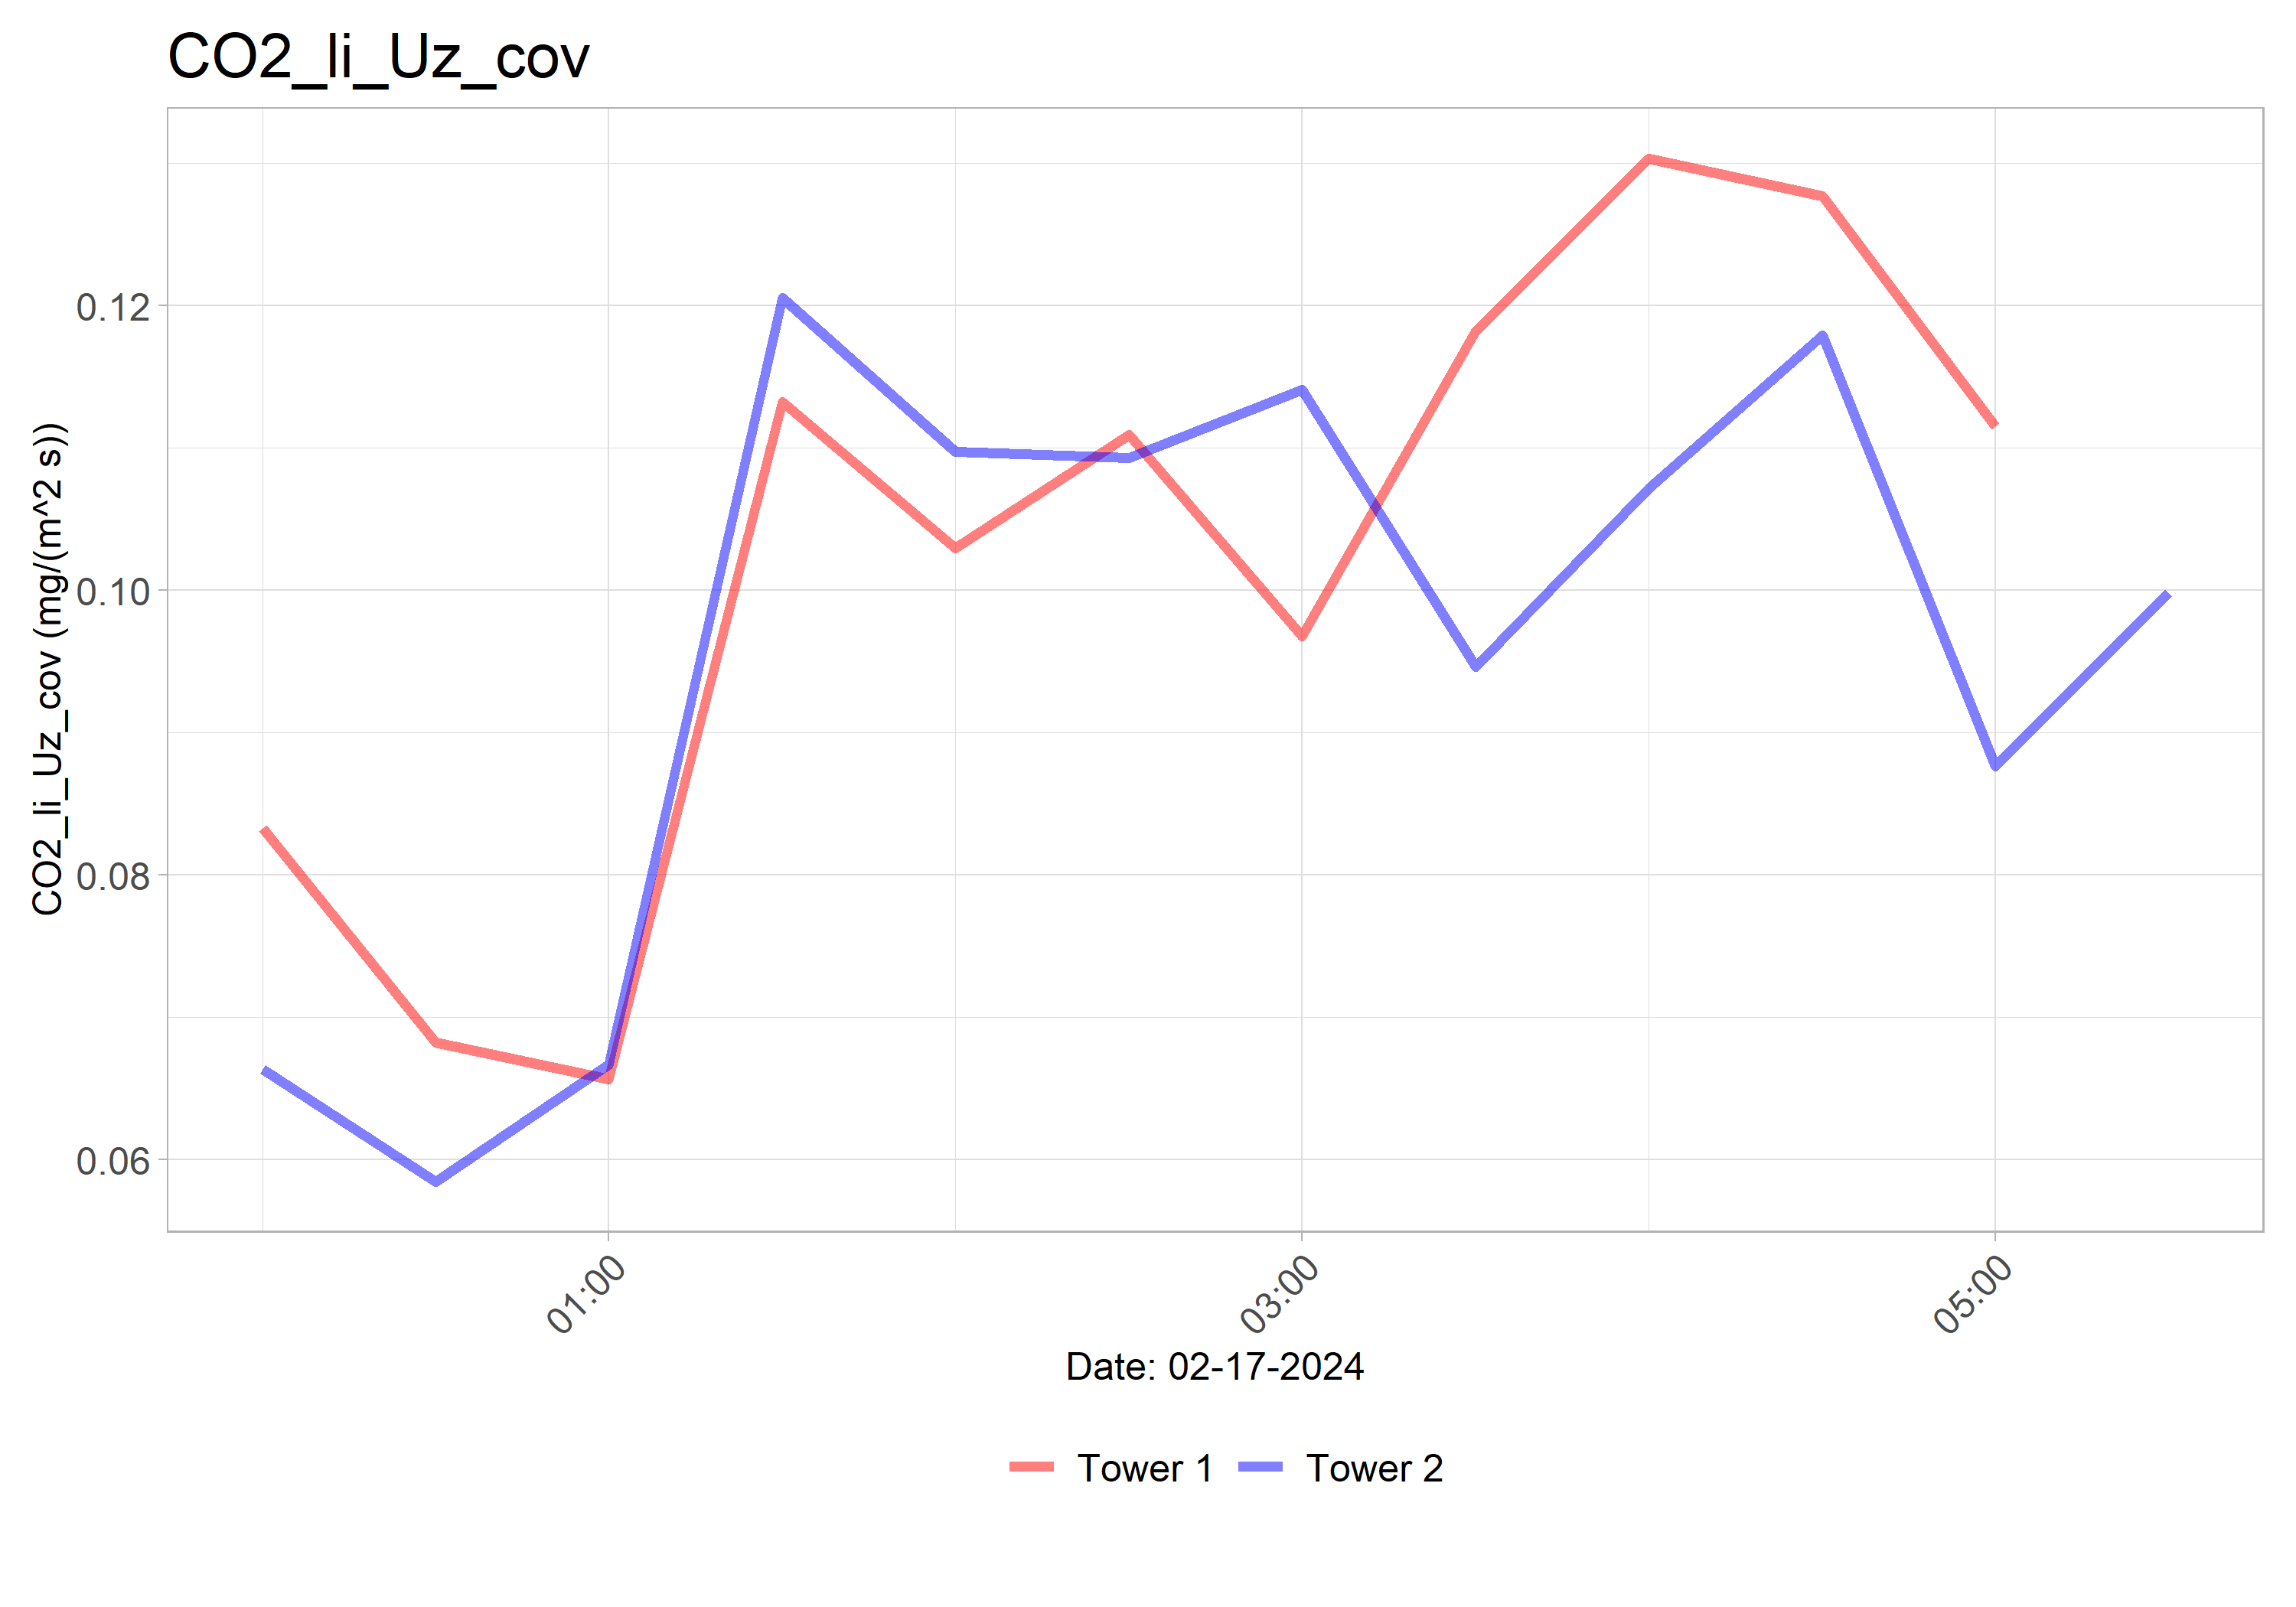 CO2_li_Uz_cov
CO2_li_Uz_cov (mg/(m^2 s))
0.12
0.10
0.08
0.06
01:00
03:00
05:00
Date: 02-17-2024
Tower 1
Tower 2